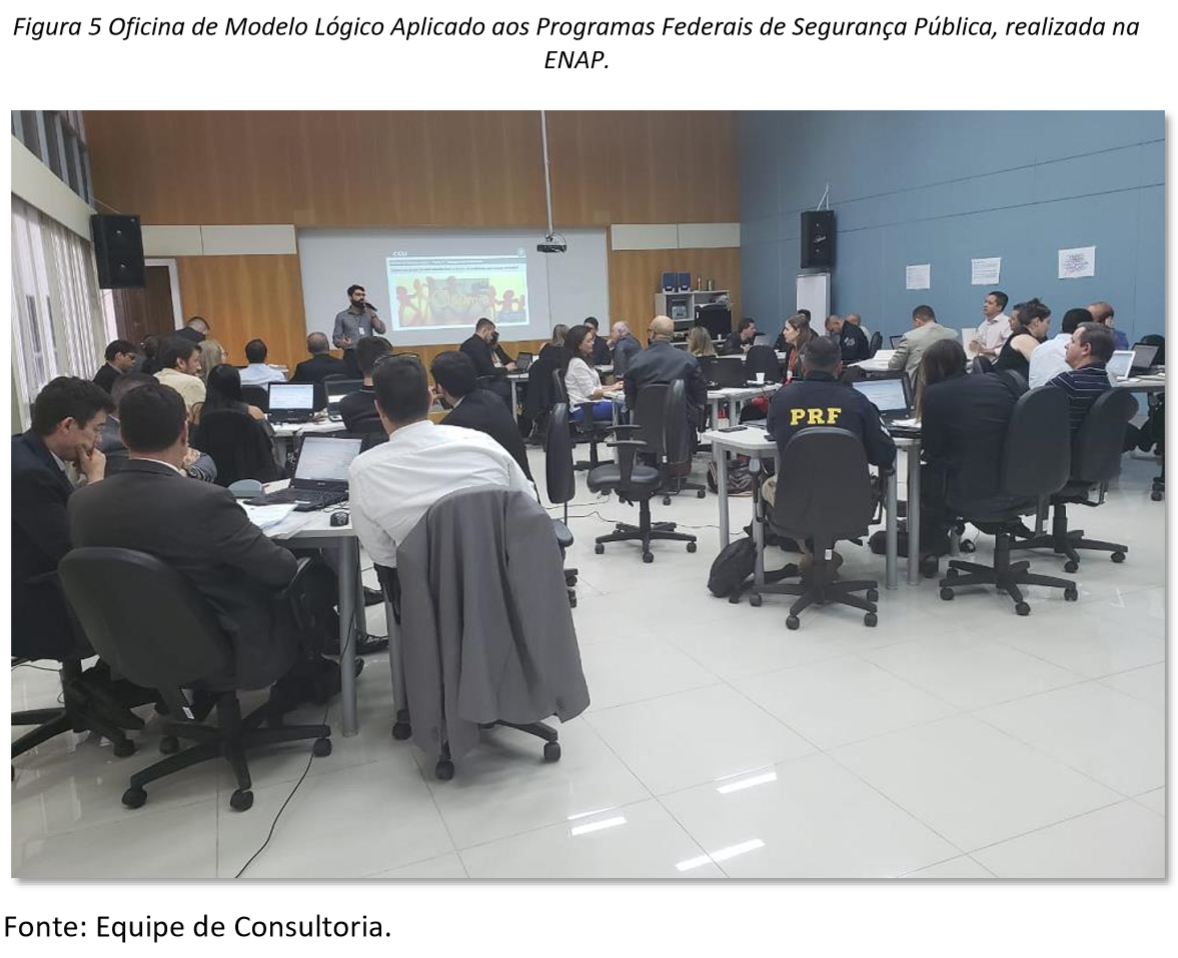 Figura 5 Oficina de Modelo Lógico Aplicado aos Programas Federais de Segurança Pública, realizada na
ENAP.
CGU
PRF
Fonte: Equipe de Consultoria.